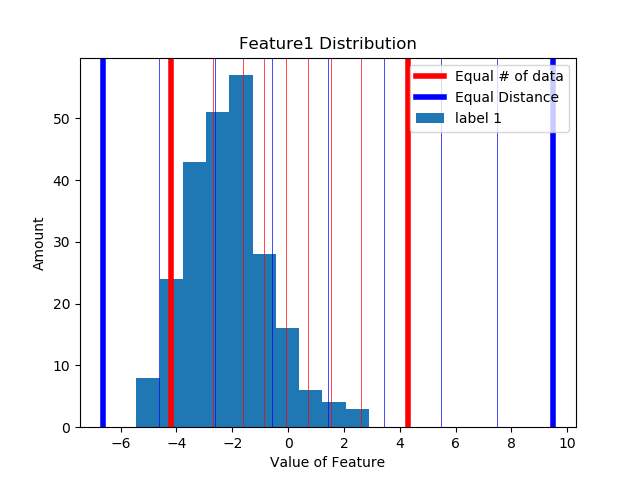 Feature1 Distribution
Equal # of data
Equal Distance
label 1
Amount
50
40
30
20
10
0
−6 −4 −2 0 2 4 6 8 10
Value of Feature